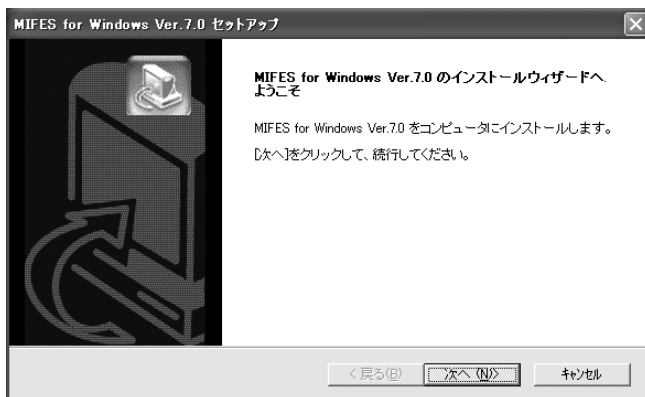 MIFES for Windows Ver.7.0 セットアップ
MIFES for Windows Ver.7.0 のインストールウィザードへ
ようこそ
MIFES for Windows Ver.7.0 をコンピュータにインストールします。
[次へ]をクリックして、続行してください。
< 戻る(B)
次へ (N)>
キャンセル